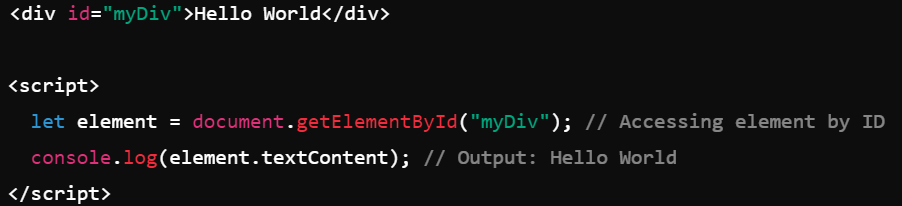 <div id="myDiv">Hello World</div>
<script>
let element = document.getElementById("myDiv"); // Accessing element by ID
console.log(element.textContent); // Output: Hello World
</script>